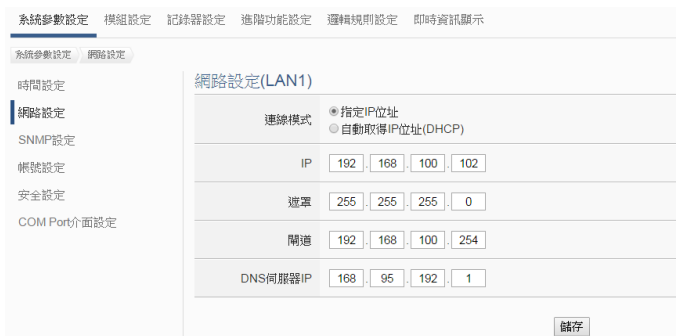 系統參數設定 模組設定 記錄器設定 進階功能設定 邏輯規則設定 即時資訊顯示
系統參數設定 網路設定
時間設定
網路設定
SNMP設定
帳號設定
安全設定
COM Port介面設定
網路設定(LAN1)
連線模式 指定IP位址
自動取得IP位址(DHCP)
IP 192 . 168 . 100 . 102
遮罩 255 . 255 . 255 . 0
閘道 192 . 168 . 100 . 254
DNS伺服器IP 168 . 95 . 192 . 1
儲存